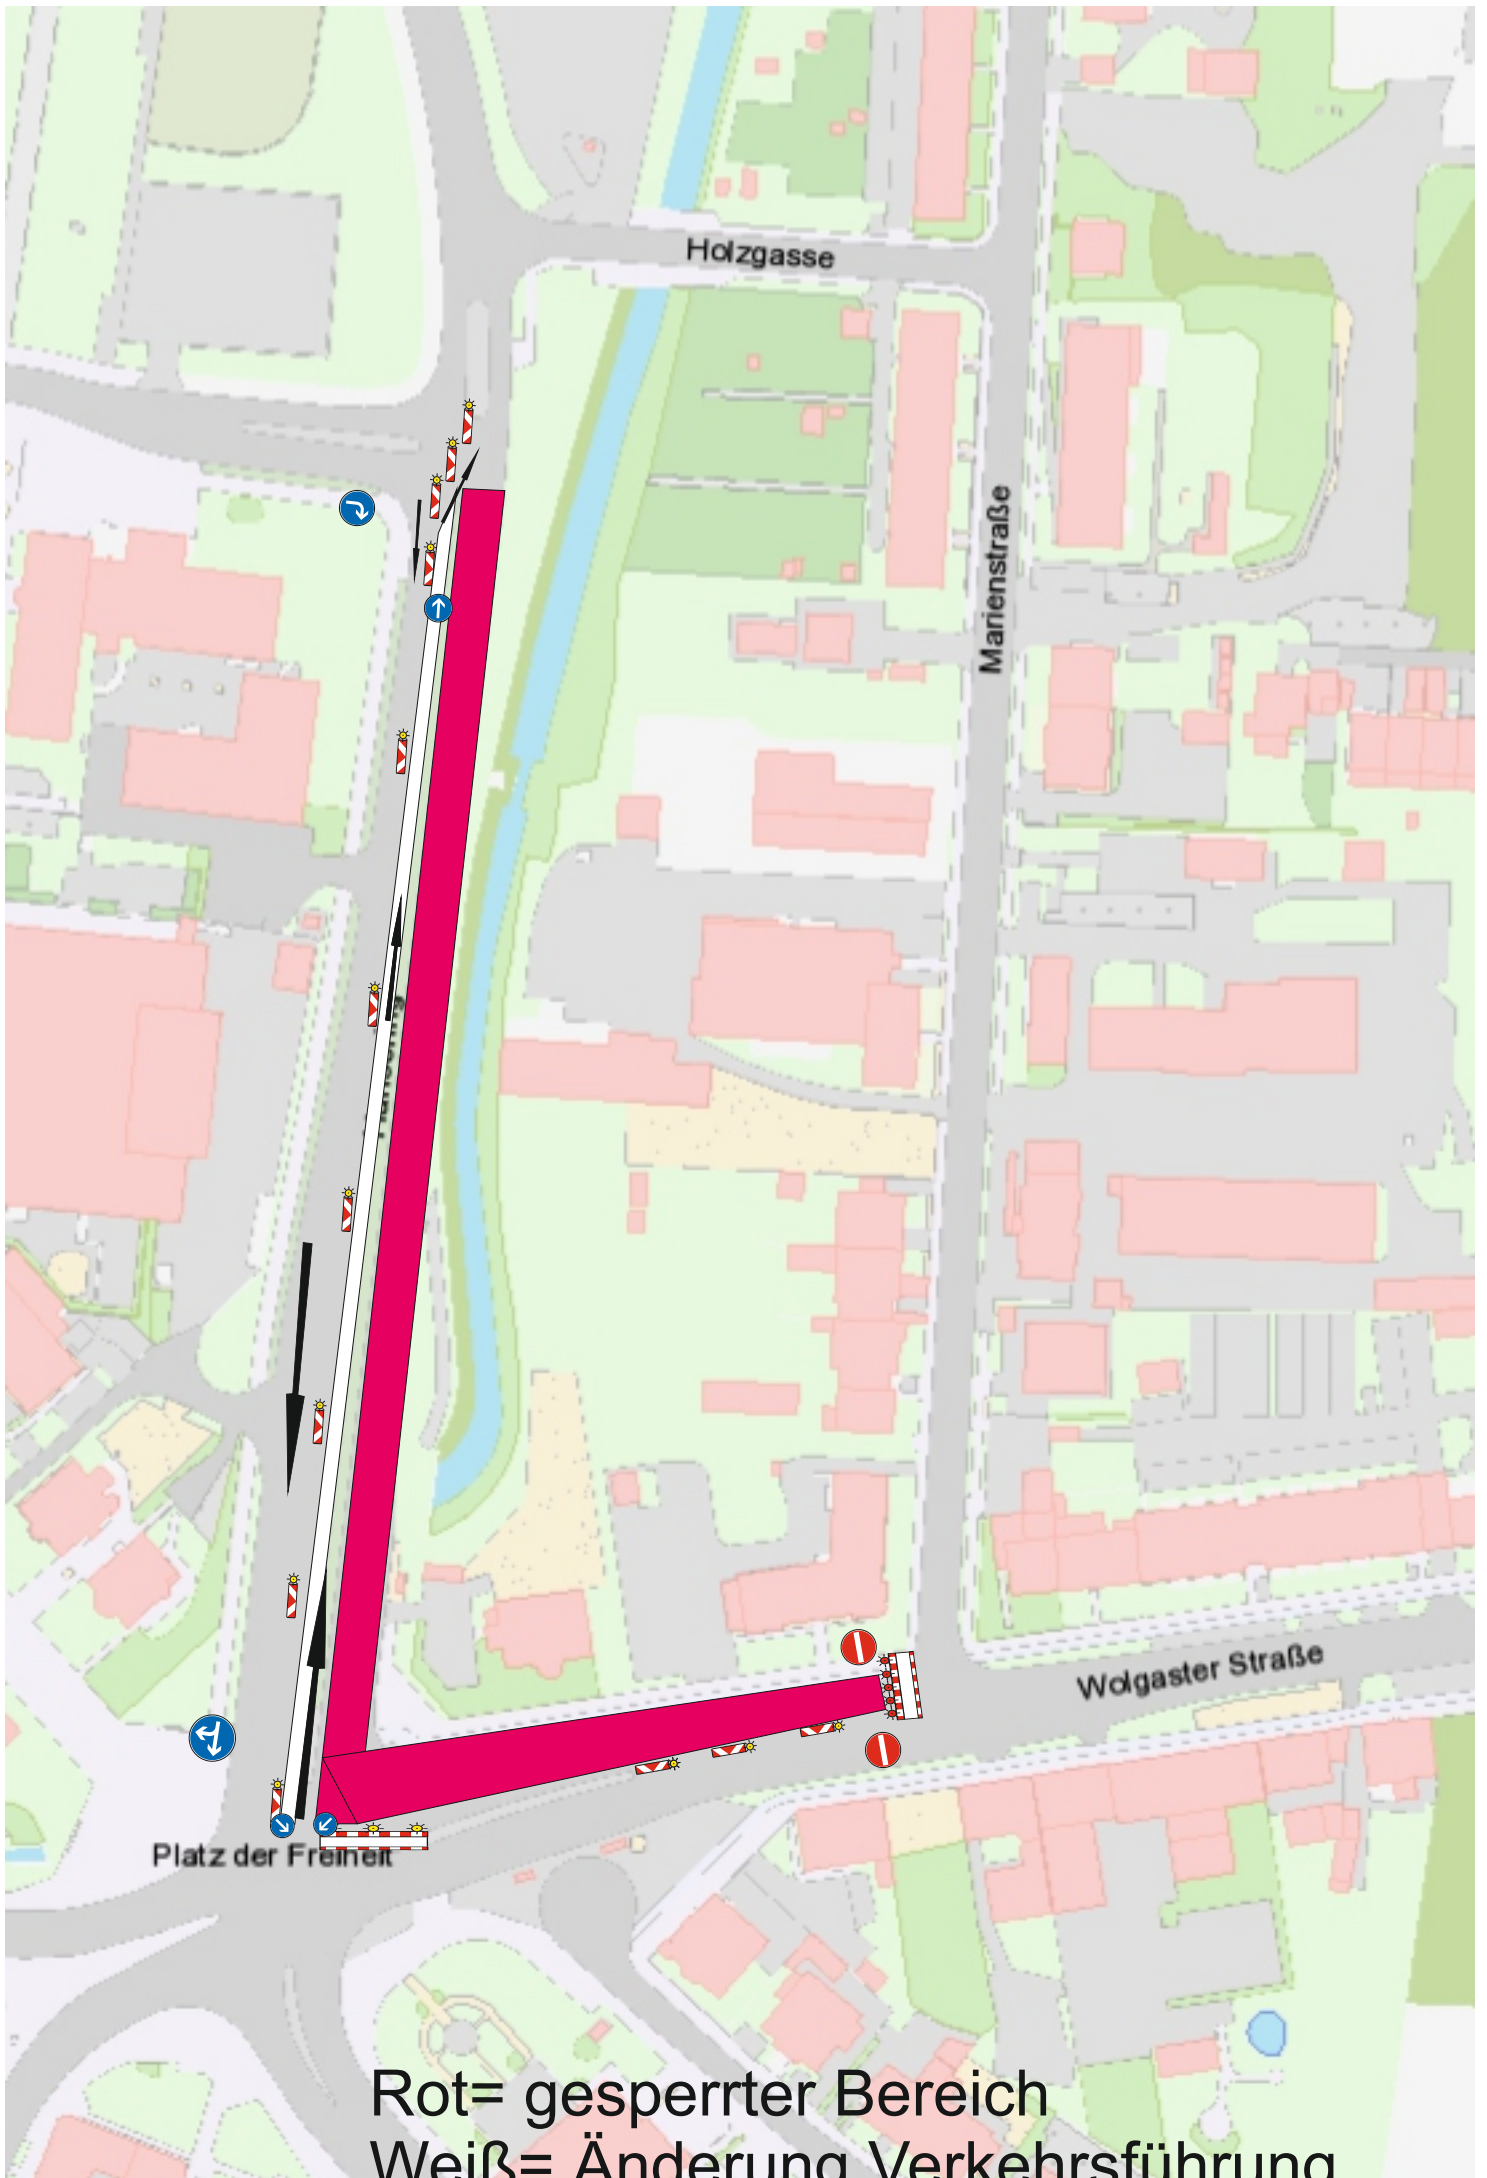 Holzgasse
Marienstraße
Wolgaster Straße
Platz der Freiheit
Rot= gesperrter Bereich
Weiß= Änderung Verkehrsführung